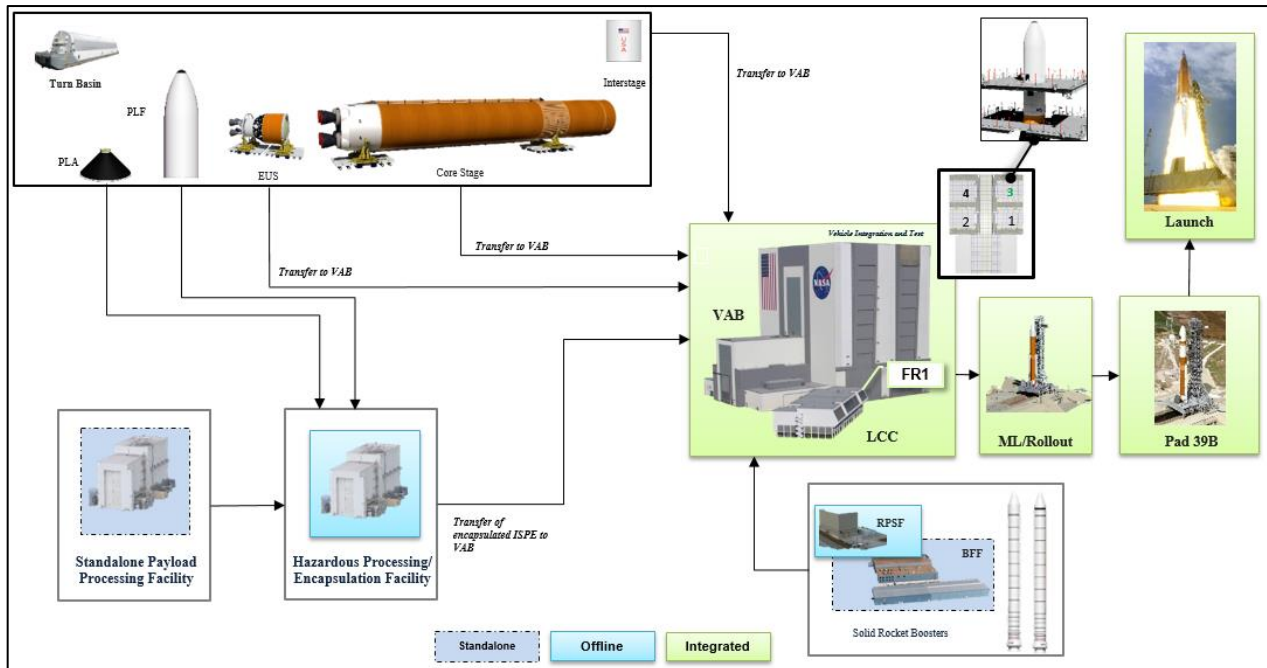 Turn Basin
PLF
PLA
EUS
Core Stage
USA
Interstage
Transfer to VAB
Transfer to VAB
Transfer to VAB
4
3
2
1
Launch
Vehicle Integration and Test
NASA
VAB
FR1
LCC
ML/Rollout
Pad 39B
Standalone Payload
Processing Facility
Hazardous Processing/
Encapsulation Facility
Transfer of
encapsulated ISPE to
VAB
RPSF
BFF
Solid Rocket Boosters
Standalone
Offline
Integrated